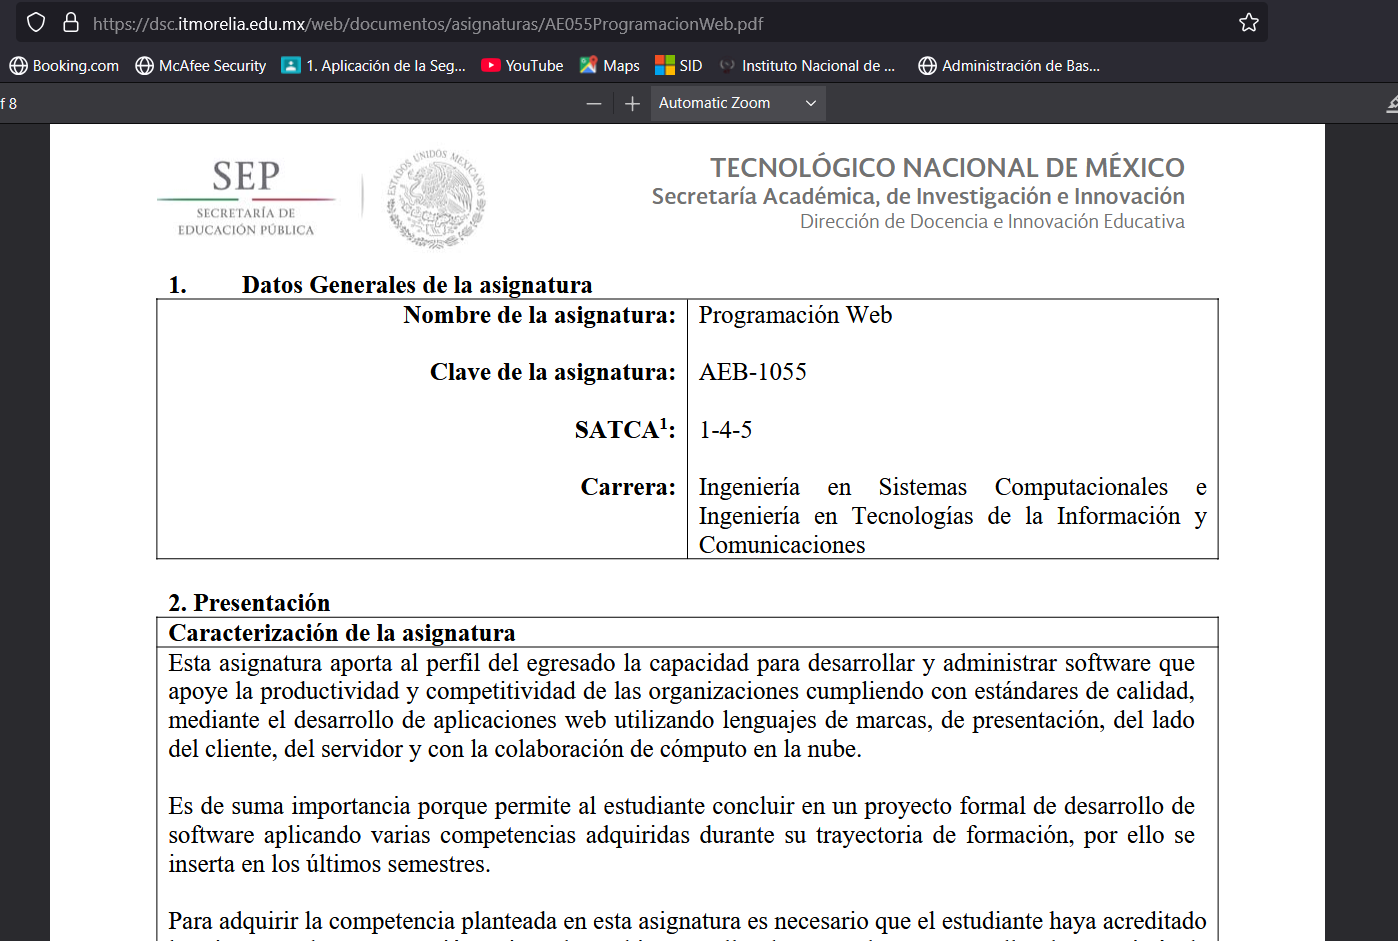 https://dsc.itmorelia.edu.mx/web/documentos/asignaturas/AE055ProgramacionWeb.pdf
Booking.com McAfee Security 1. Aplicación de la Seg... YouTube Maps SID Instituto Nacional de ... Administración de Bas...
f 8 Automatic Zoom
SEP
SECRETARÍA DE
EDUCACIÓN PÚBLICA
ESTADOS UNIDOS MEXICANOS
TECNOLÓGICO NACIONAL DE MÉXICO
Secretaría Académica, de Investigación e Innovación
Dirección de Docencia e Innovación Educativa
1. Datos Generales de la asignatura
Nombre de la asignatura: Programación Web
Clave de la asignatura: AEB-1055
SATCA1: 1-4-5
Carrera: Ingeniería en Sistemas Computacionales e
Ingeniería en Tecnologías de la Información y
Comunicaciones
2. Presentación
Caracterización de la asignatura
Esta asignatura aporta al perfil del egresado la capacidad para desarrollar y administrar software que
apoye la productividad y competitividad de las organizaciones cumpliendo con estándares de calidad,
mediante el desarrollo de aplicaciones web utilizando lenguajes de marcas, de presentación, del lado
del cliente, del servidor y con la colaboración de cómputo en la nube.
Es de suma importancia porque permite al estudiante concluir en un proyecto formal de desarrollo de
software aplicando varias competencias adquiridas durante su trayectoria de formación, por ello se
inserta en los últimos semestres.
Para adquirir la competencia planteada en esta asignatura es necesario que el estudiante haya acreditado